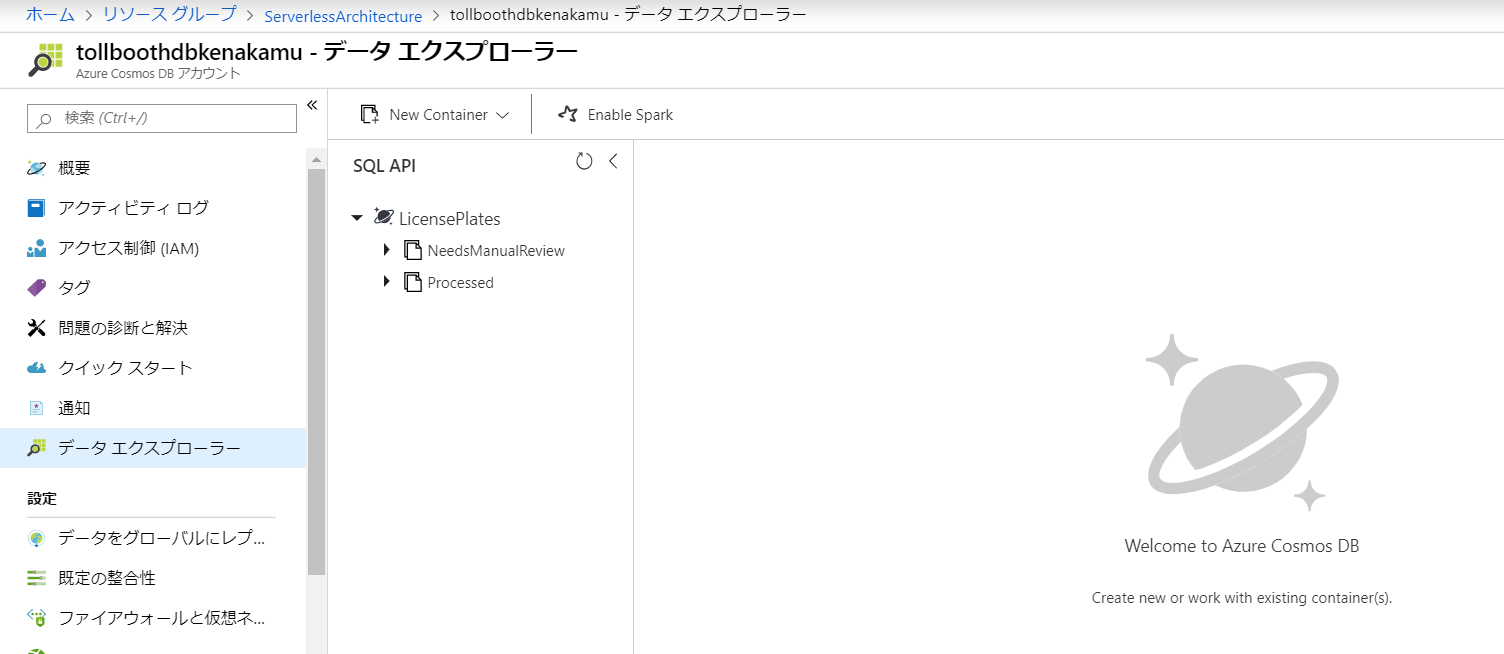 ホーム > リソース グループ > ServerlessArchitecture > tollboothdbkenakamu - データ エクスプローラー
tollboothdbkenakamu - データ エクスプローラー
Azure Cosmos DB アカウント
検索 (Ctrl+/)
«
概要
アクティビティ ログ
アクセス制御 (IAM)
タグ
問題の診断と解決
クイック スタート
通知
データ エクスプローラー
設定
データをグローバルにレプ...
既定の整合性
ファイアウォールと仮想ネ...
New Container
Enable Spark
SQL API
LicensePlates
NeedsManualReview
Processed
Welcome to Azure Cosmos DB
Create new or work with existing container(s).